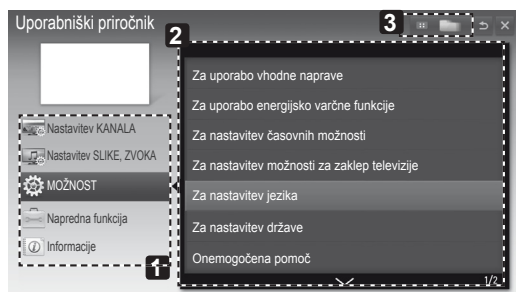 Uporabniški priročnik
2
3
Nastavitev KANALA
Nastavitev SLIKE, ZVOKA
MOŽNOST
Napredna funkcija
Informacije
1
Za uporabo vhodne naprave
Za uporabo energijsko varčne funkcije
Za nastavitev časovnih možnosti
Za nastavitev možnosti za zaklep televizije
Za nastavitev jezika
Za nastavitev države
Onemogočena pomoč
1/2